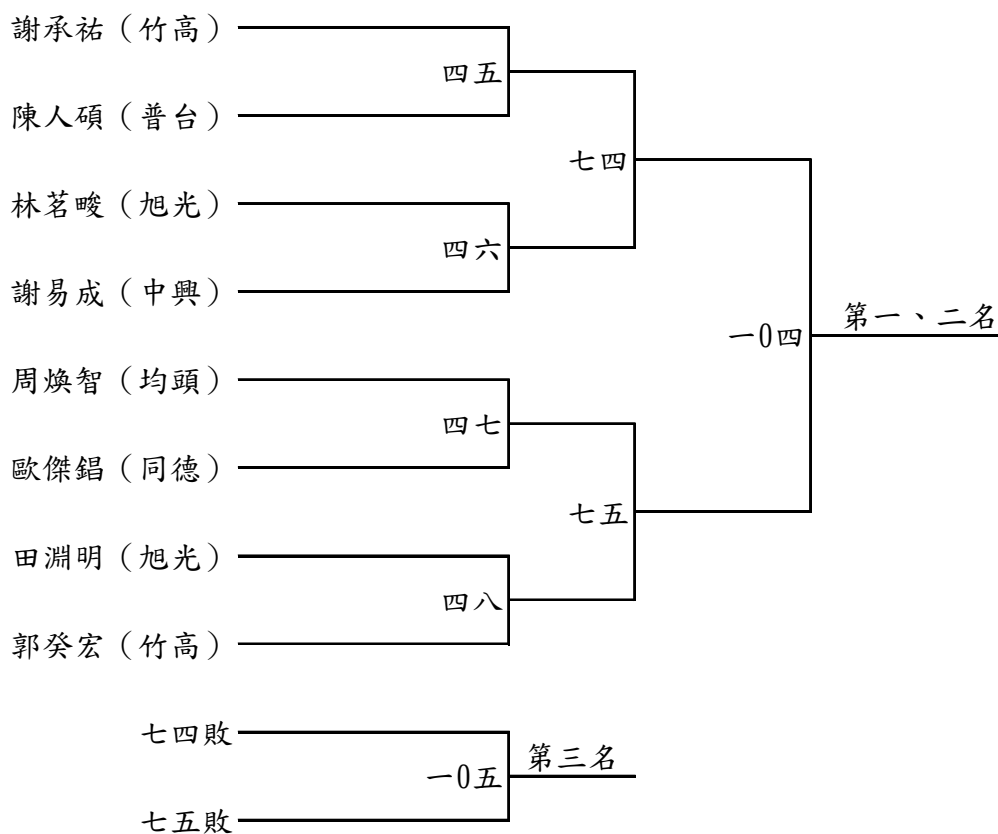 謝承祐（竹高）
四五
陳人碩（普台）
七四
林茗畯（旭光）
四六
謝易成（中興）
第一、二名
一0四
周煥智（均頭）
四七
歐傑錩（同德）
七五
田淵明（旭光）
四八
郭癸宏（竹高）
七四敗
第三名
一0五
七五敗